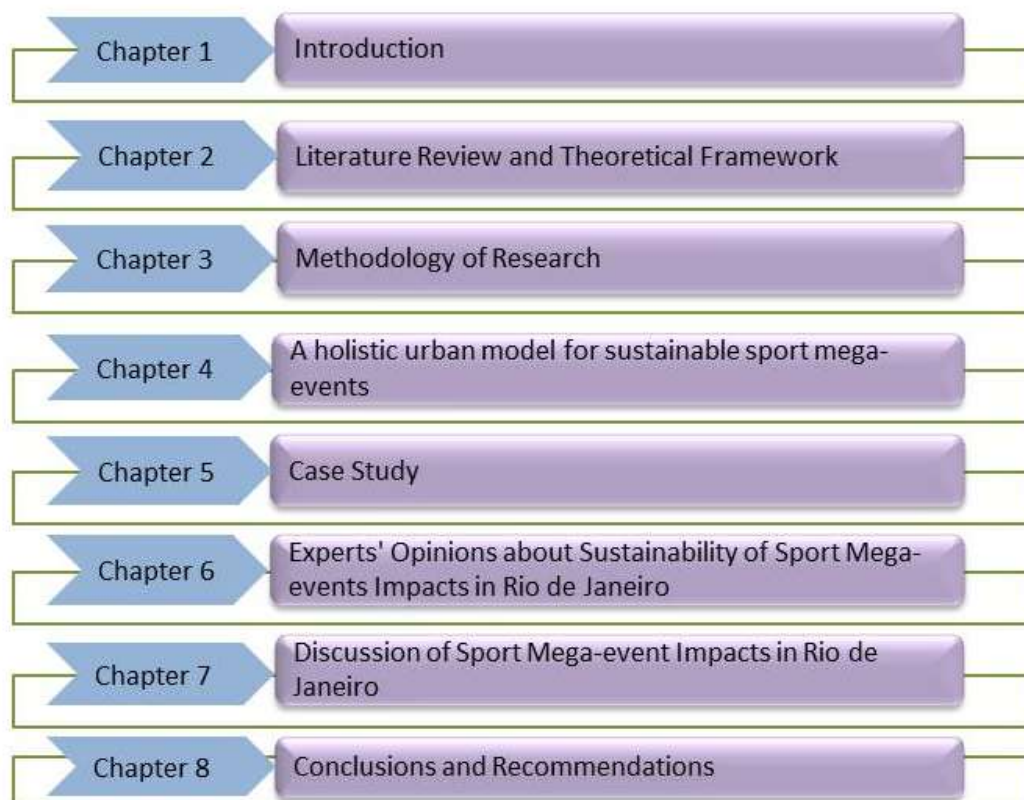 Chapter 1
Introduction
Chapter 2
Literature Review and Theoretical Framework
Chapter 3
Methodology of Research
Chapter 4
A holistic urban model for sustainable sport mega-
events
Chapter 5
Case Study
Chapter 6
Experts' Opinions about Sustainability of Sport Mega-
events Impacts in Rio de Janeiro
Chapter 7
Discussion of Sport Mega-event Impacts in Rio de
Janeiro
Chapter 8
Conclusions and Recommendations